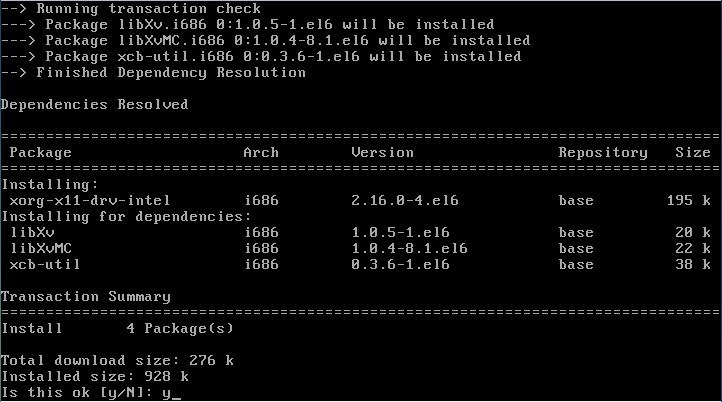 --> Running transaction check
---> Package libXv.i686 0:1.0.5-1.el6 will be installed
---> Package libXvMC.i686 0:1.0.4-8.1.el6 will be installed
---> Package xcb-util.i686 0:0.3.6-1.el6 will be installed
--> Finished Dependency Resolution

Dependencies Resolved

================================================================================
 Package                   Arch        Version                Repository   Size
================================================================================
Installing:
 xorg-x11-drv-intel        i686        2.16.0-4.el6           base        195 k
Installing for dependencies:
 libXv                     i686        1.0.5-1.el6            base         20 k
 libXvMC                   i686        1.0.4-8.1.el6          base         22 k
 xcb-util                  i686        0.3.6-1.el6            base         38 k

Transaction Summary
================================================================================
Install       4 Package(s)

Total download size: 276 k
Installed size: 928 k
Is this ok [y/N]: y_